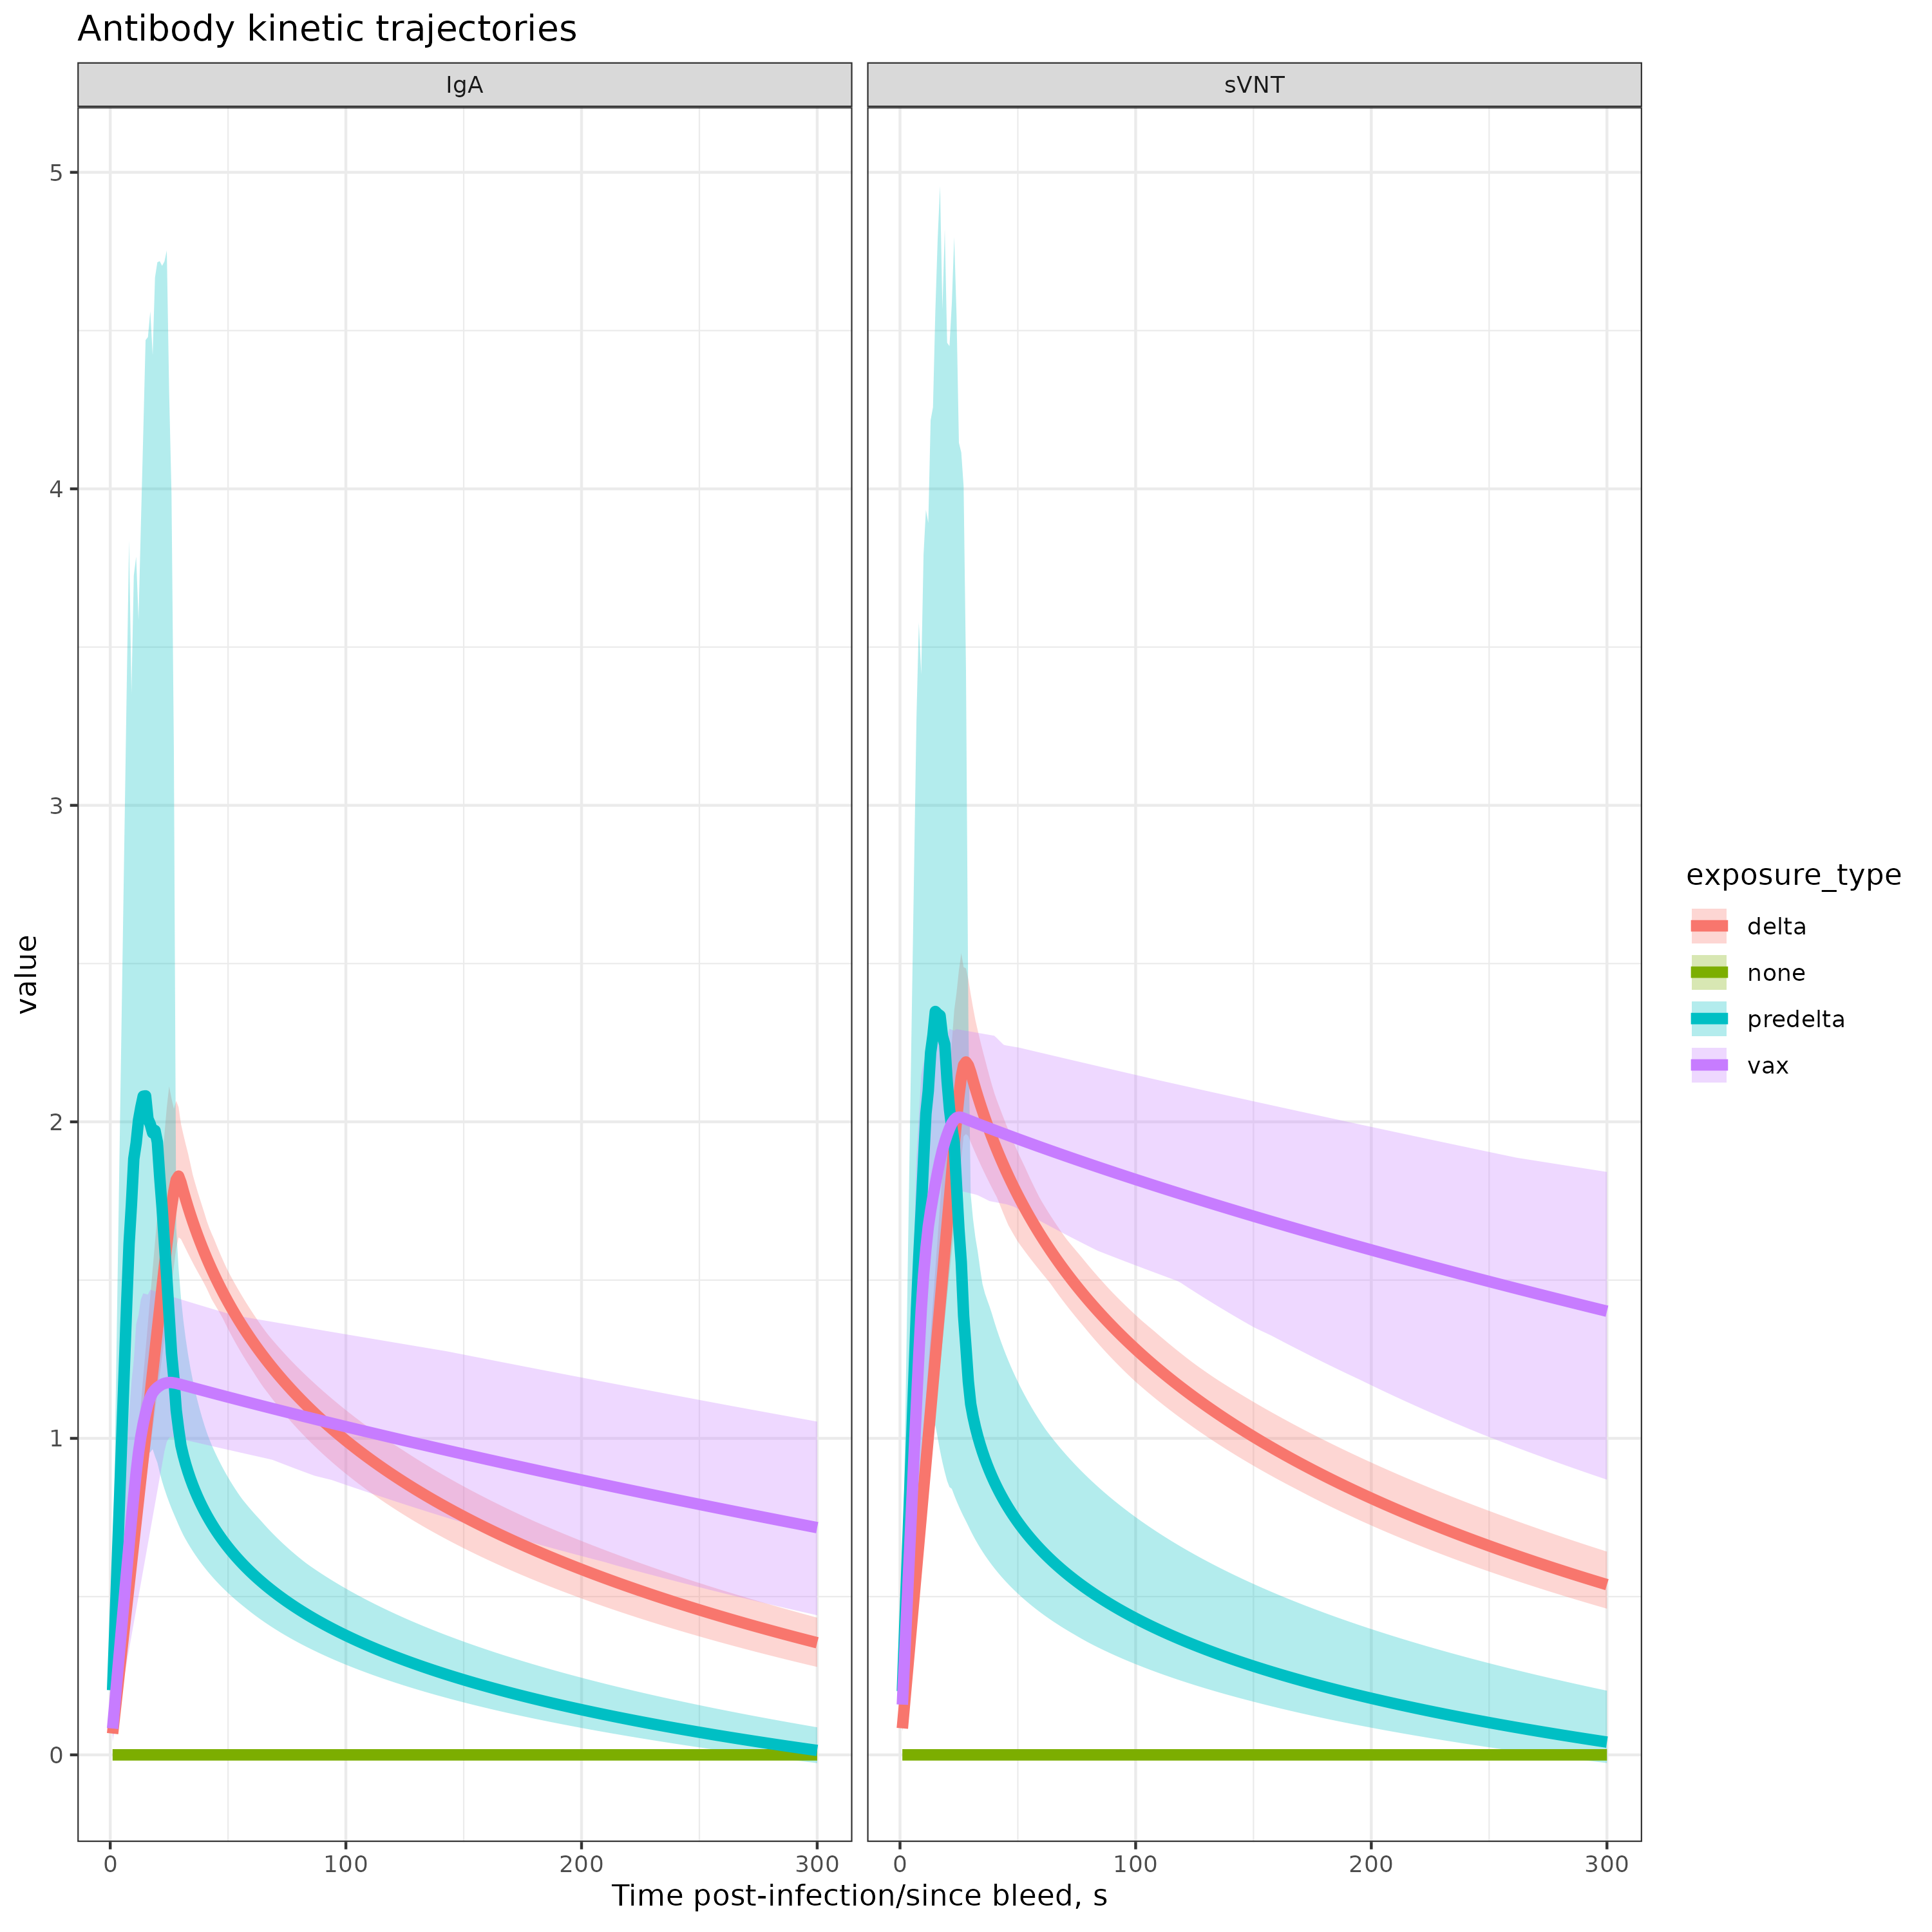 Antibody kinetic trajectories
IgA
sVNT
5
4
3
2
1
0
value
0 100 200 300
0 100 200 300
Time post-infection/since bleed, s
exposure_type
delta
none
predelta
vax